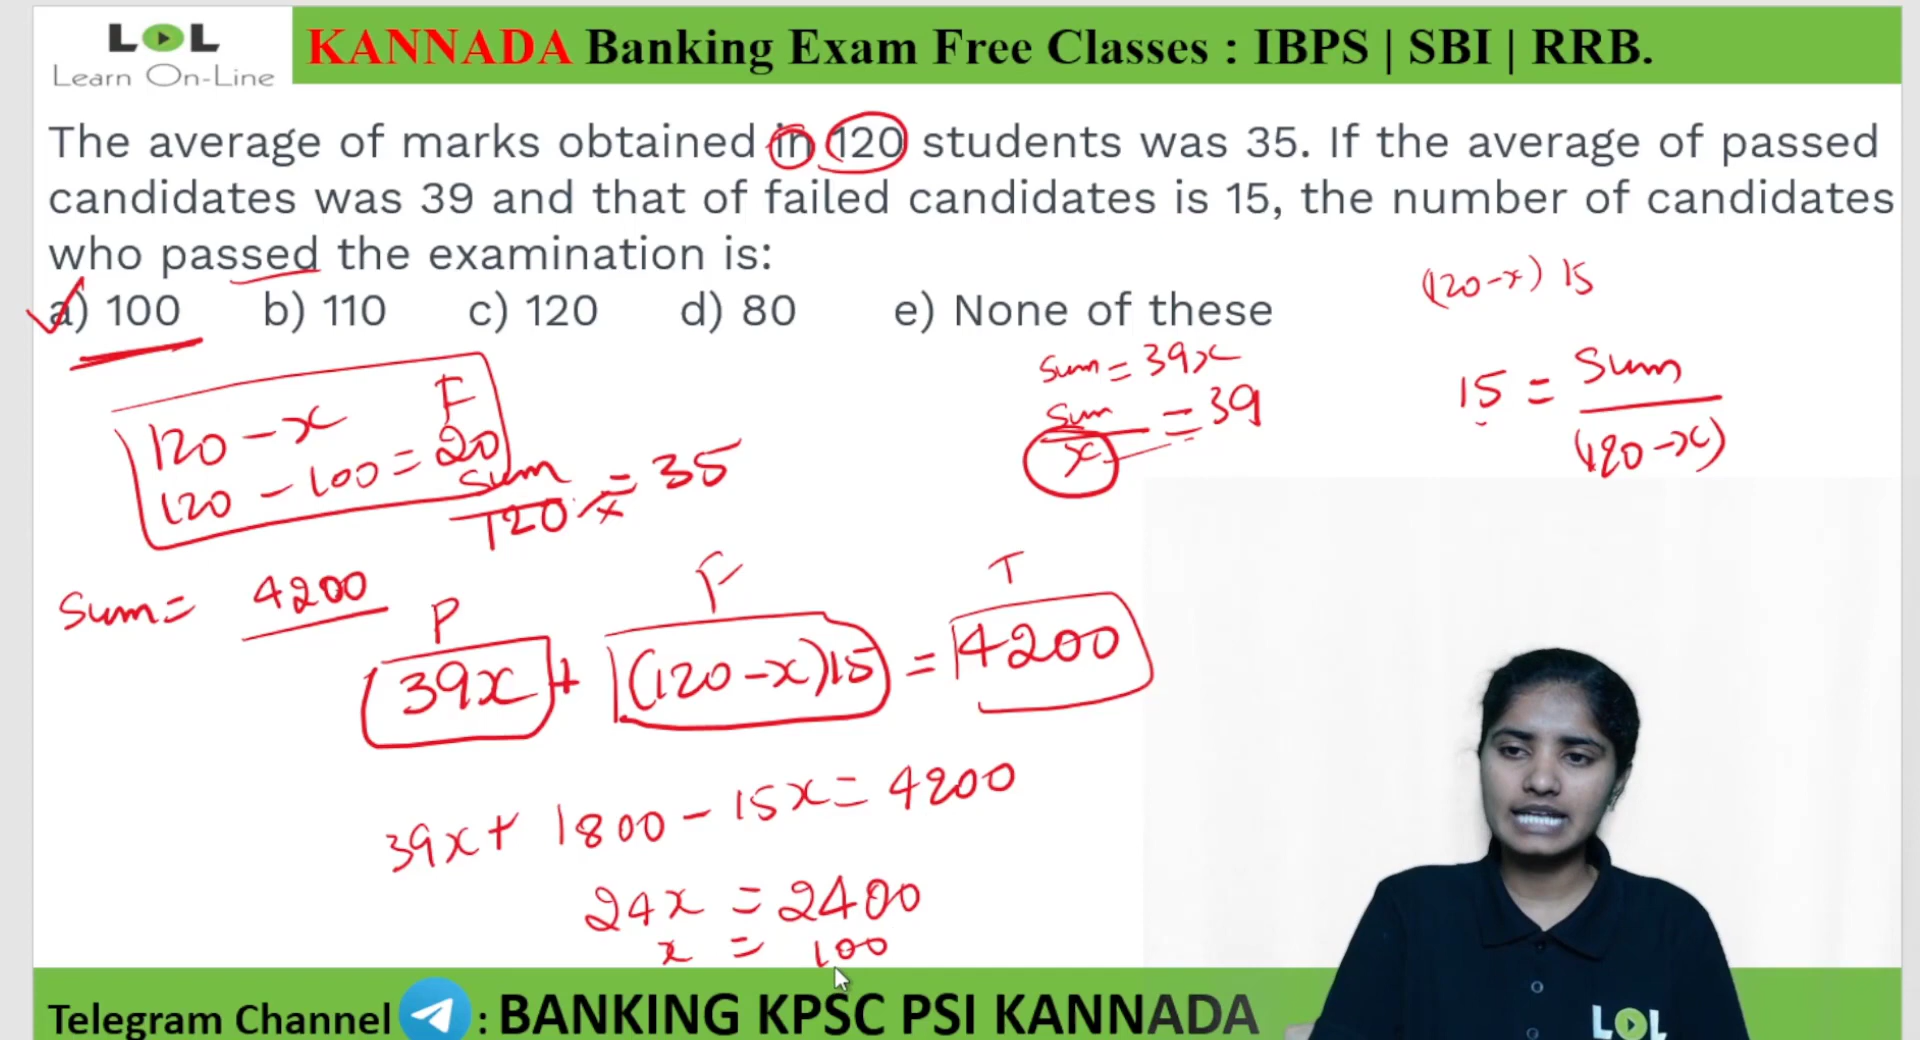 LOL
Learn On-Line
KANNADA Banking Exam Free Classes : IBPS | SBI | RRB.
The average of marks obtained in 120 students was 35. If the average of passed
candidates was 39 and that of failed candidates is 15, the number of candidates
who passed the examination is:
(120-x) 15
a) 100 b) 110 c) 120 d) 80 e) None of these
120-x F
120-100=20
Sum/120 x = 35
Sum = 39x
Sum/x = 39
15 = Sum/(120-x)
Sum = 4200
P F T
39x + (120-x)15 = 4200
39x + 1800 - 15x = 4200
24x = 2400
x = 100
Telegram Channel : BANKING KPSC PSI KANNADA
LOL